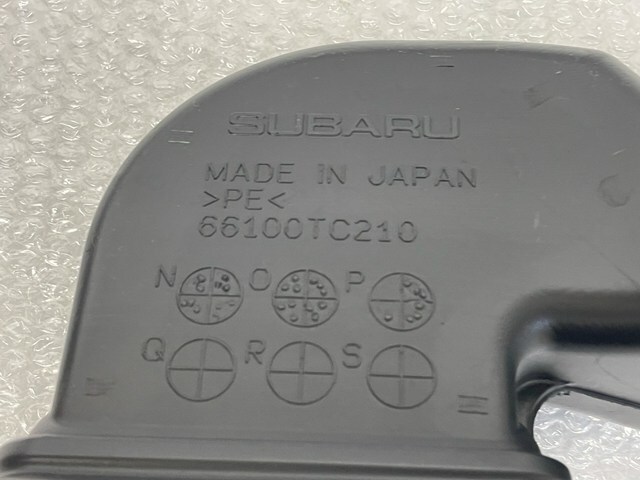 SUBARU
MADE IN JAPAN
>PE<
66100TC210
N O P
Q R S